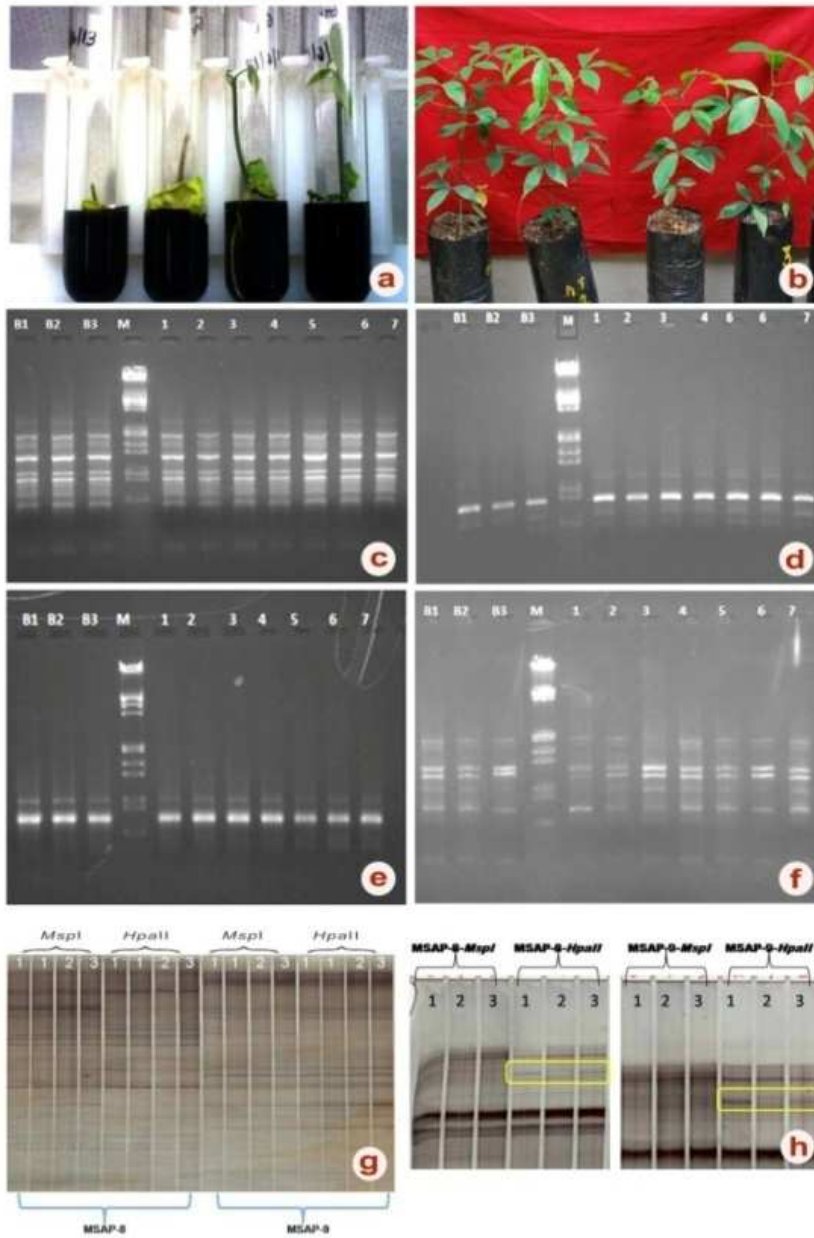 a
b
B1 B2 B3 M 1 2 3 4 5 6 7
c
B1 B2 B3 M 1 2 3 4 6 6 7
d
B1 B2 B3 M 1 2 3 4 5 6 7
e
B1 B2 B3 M 1 2 3 4 5 6 7
f
MspI HpaII MspI HpaII
1 1 2 3 1 1 2 3 1 1 2 3 1 1 2 3
g
MSAP-8 MSAP-9
MSAP-8-MspI MSAP-8-HpaII MSAP-9-MspI MSAP-9-HpaII
1 2 3 1 2 3 1 2 3 1 2 3
h